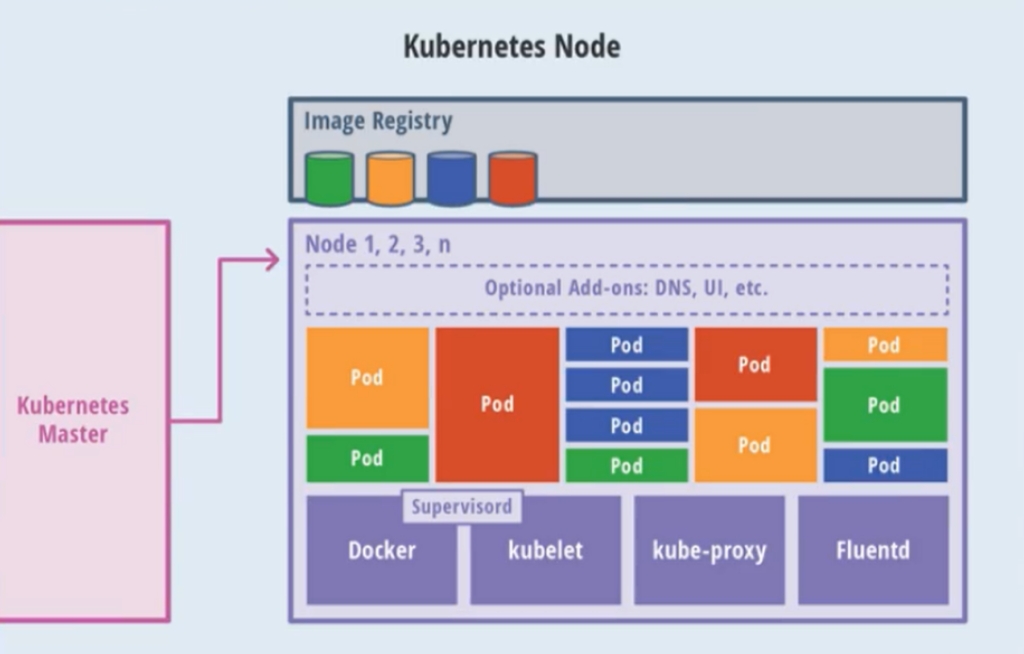 Kubernetes Node
Image Registry
Kubernetes
Master
Node 1, 2, 3, n
Optional Add-ons: DNS, UI, etc.
Pod
Pod
Pod
Pod
Pod
Pod
Pod
Pod
Pod
Pod
Pod
Pod
Supervisord
Docker
kubelet
kube-proxy
Fluentd